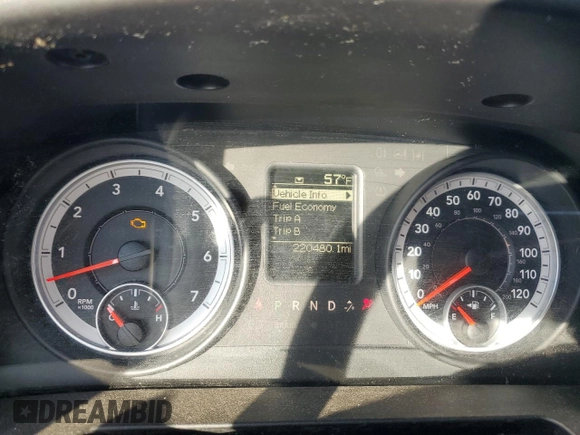 57°F
Vehicle Info
Fuel Economy
Trip A
Trip B
220480.1mi
0 1 2 3 4 5 6 7
RPM x1000
C H
P R N D
0 10 20 30 40 50 60 70 80 90 100 120
MPH
E F
DREAMBID